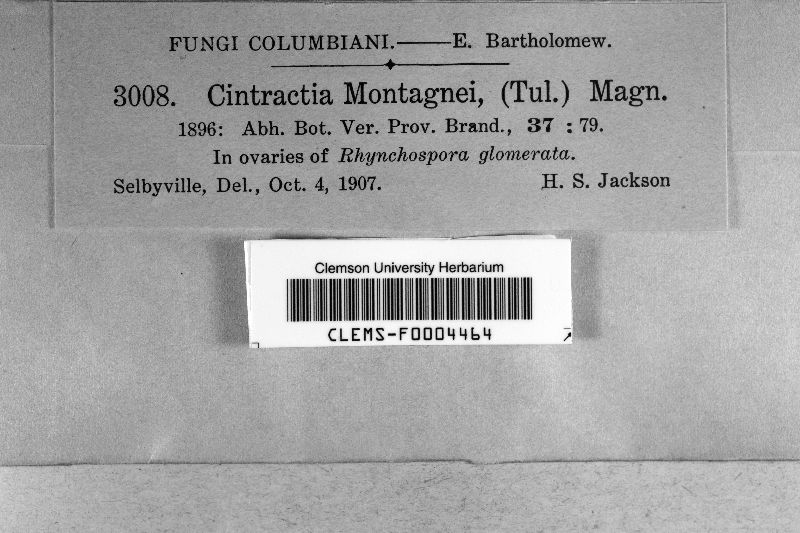 FUNGI COLUMBIANI.——E. Bartholomew.
3008. Cintractia Montagnei, (Tul.) Magn.
1896: Abh. Bot. Ver. Prov. Brand., 37 : 79.
In ovaries of Rhynchospora glomerata.
Selbyville, Del., Oct. 4, 1907. H. S. Jackson
Clemson University Herbarium
CLEMS-F0004464